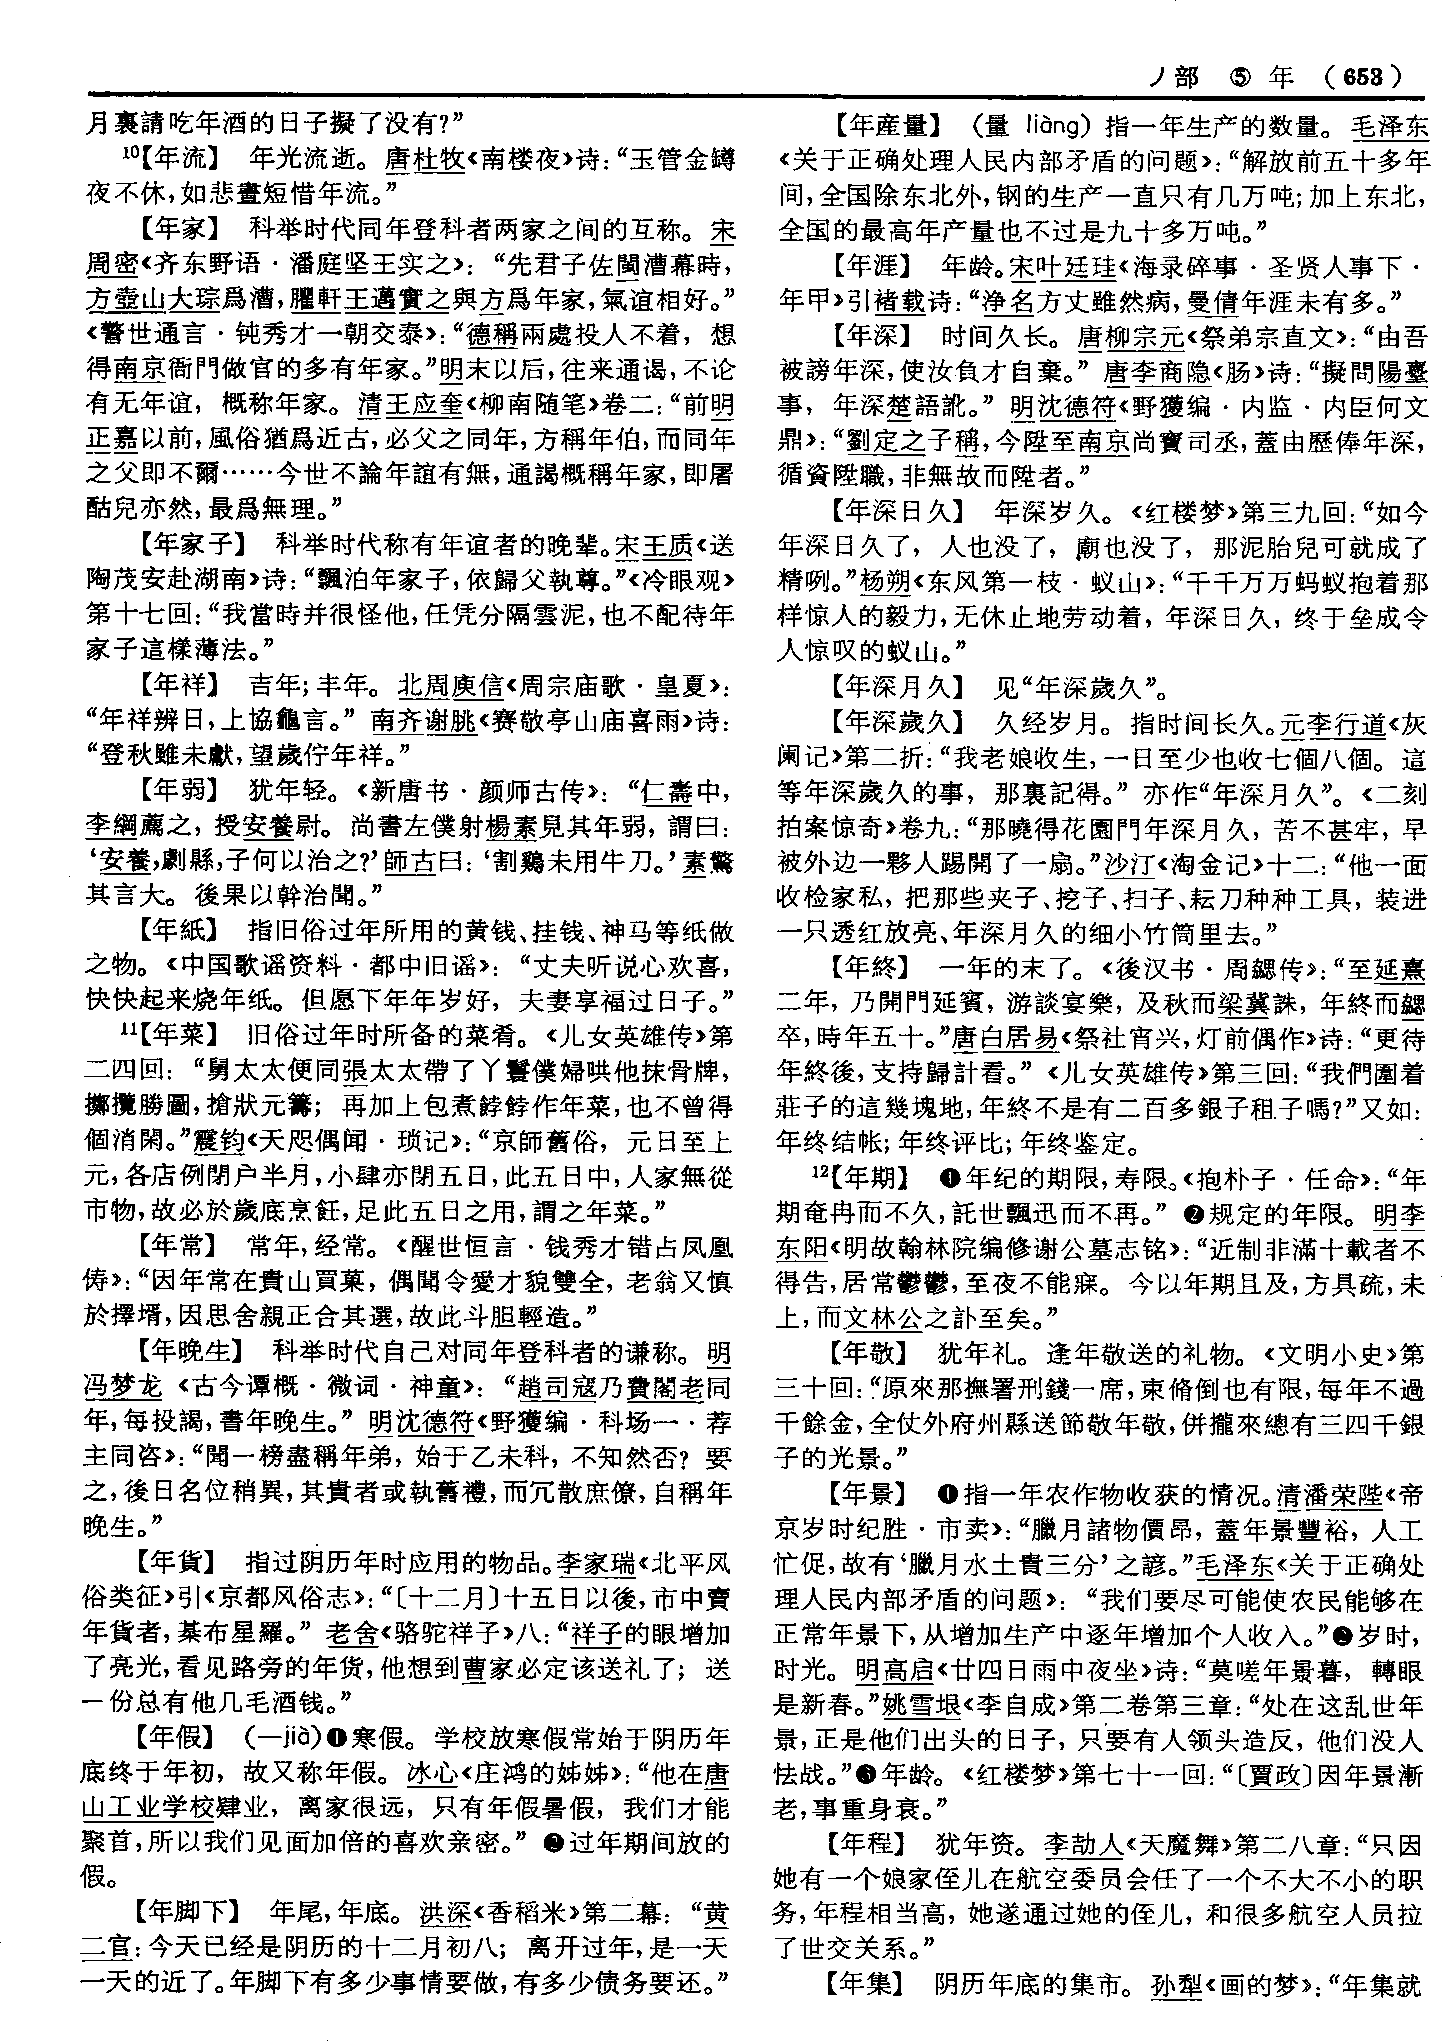 丿部 ⑤ 年 (653)
月裏請吃年酒的日子擬了没有?”
¹⁰【年流】 年光流逝。唐杜牧《南楼夜》诗:“玉管金罇
夜不休,如悲晝短惜年流。”
【年家】 科举时代同年登科者两家之间的互称。宋
周密《齐东野语·潘庭坚王实之》:“先君子佐閩漕幕時,
方壺山大琮爲漕,臞軒王邁實之與方爲年家,氣誼相好。”
《警世通言·钝秀才一朝交泰》:“德稱兩處投人不着,想
得南京衙門做官的多有年家。”明末以后,往来通谒,不论
有无年谊,概称年家。清王应奎《柳南随笔》卷二:“前明
正嘉以前,風俗猶爲近古,必父之同年,方稱年伯,而同年
之父即不爾……今世不論年誼有無,通謁概稱年家,即屠
酤兒亦然,最爲無理。”
【年家子】 科举时代称有年谊者的晚辈。宋王质《送
陶茂安赴湖南》诗:“飄泊年家子,依歸父執尊。”《冷眼观》
第十七回:“我當時并很怪他,任凭分隔雲泥,也不配待年
家子這樣薄法。”
【年祥】 吉年;丰年。北周庾信《周宗庙歌·皇夏》:
“年祥辨日,上協龜言。”南齐谢朓《赛敬亭山庙喜雨》诗:
“登秋雖未獻,望歲佇年祥。”
【年弱】 犹年轻。《新唐书·颜师古传》:“仁壽中,
李綱薦之,授安養尉。尚書左僕射楊素見其年弱,謂曰:
‘安養,劇縣,子何以治之?’師古曰:‘割鷄未用牛刀。’素驚
其言大。後果以幹治聞。”
【年紙】 指旧俗过年所用的黄钱、挂钱、神马等纸做
之物。《中国歌谣资料·都中旧谣》:“丈夫听说心欢喜,
快快起来烧年纸。但愿下年年岁好,夫妻享福过日子。”
¹¹【年菜】 旧俗过年时所备的菜肴。《儿女英雄传》第
二四回:“舅太太便同張太太帶了丫鬟僕婦哄他抹骨牌,
擲攬勝圖,搶狀元籌;再加上包煮餑餑作年菜,也不曾得
個消閑。”震钧《天咫偶闻·琐记》:“京師舊俗,元日至上
元,各店例閉户半月,小肆亦閉五日,此五日中,人家無從
市物,故必於歲底烹飪,足此五日之用,謂之年菜。”
【年常】 常年,经常。《醒世恒言·钱秀才错占凤凰
俦》:“因年常在貴山買菓,偶聞令愛才貌雙全,老翁又慎
於擇壻,因思舍親正合其選,故此斗胆輕造。”
【年晚生】 科举时代自己对同年登科者的谦称。明
冯梦龙《古今谭概·微词·神童》:“趙司寇乃費閣老同
年,每投謁,書年晚生。”明沈德符《野獲编·科场一·荐
主同咨》:“聞一榜盡稱年弟,始于乙未科,不知然否?要
之,後日名位稍異,其貴者或執舊禮,而冗散庶僚,自稱年
晚生。”
【年貨】 指过阴历年时应用的物品。李家瑞《北平风
俗类征》引《京都风俗志》:“〔十二月〕十五日以後,市中賣
年貨者,棊布星羅。”老舍《骆驼祥子》八:“祥子的眼增加
了亮光,看见路旁的年货,他想到曹家必定该送礼了;送
一份总有他几毛酒钱。”
【年假】 (—jià)❶寒假。学校放寒假常始于阴历年
底终于年初,故又称年假。冰心《庄鸿的姊姊》:“他在唐
山工业学校肄业,离家很远,只有年假暑假,我们才能
聚首,所以我们见面加倍的喜欢亲密。”❷过年期间放的
假。
【年脚下】 年尾,年底。洪深《香稻米》第二幕:“黄
二官:今天已经是阴历的十二月初八;离开过年,是一天
一天的近了。年脚下有多少事情要做,有多少债务要还。”
【年産量】 (量 liàng)指一年生产的数量。毛泽东
《关于正确处理人民内部矛盾的问题》:“解放前五十多年
间,全国除东北外,钢的生产一直只有几万吨;加上东北,
全国的最高年产量也不过是九十多万吨。”
【年涯】 年龄。宋叶廷珪《海录碎事·圣贤人事下·
年甲》引褚载诗:“净名方丈雖然病,曼倩年涯未有多。”
【年深】 时间久长。唐柳宗元《祭弟宗直文》:“由吾
被謗年深,使汝負才自棄。”唐李商隐《肠》诗:“擬問陽臺
事,年深楚語訛。”明沈德符《野獲编·内监·内臣何文
鼎》:“劉定之子稱,今陞至南京尚寶司丞,蓋由歷俸年深,
循資陞職,非無故而陞者。”
【年深日久】 年深岁久。《红楼梦》第三九回:“如今
年深日久了,人也没了,廟也没了,那泥胎兒可就成了
精咧。”杨朔《东风第一枝·蚁山》:“千千万万蚂蚁抱着那
样惊人的毅力,无休止地劳动着,年深日久,终于垒成令
人惊叹的蚁山。”
【年深月久】 见“年深歲久”。
【年深歲久】 久经岁月。指时间长久。元李行道《灰
阑记》第二折:“我老娘收生,一日至少也收七個八個。這
等年深歲久的事,那裏記得。”亦作“年深月久”。《二刻
拍案惊奇》卷九:“那曉得花園門年深月久,苦不甚牢,早
被外边一夥人踢開了一扇。”沙汀《淘金记》十二:“他一面
收检家私,把那些夹子、挖子、扫子、耘刀种种工具,装进
一只透红放亮、年深月久的细小竹筒里去。”
【年終】 一年的末了。《後汉书·周勰传》:“至延熹
二年,乃開門延賓,游談宴樂,及秋而梁冀誅,年終而勰
卒,時年五十。”唐白居易《祭社宵兴,灯前偶作》诗:“更待
年終後,支持歸計看。”《儿女英雄传》第三回:“我們圍着
莊子的這幾塊地,年終不是有二百多銀子租子嗎?”又如:
年终结帐;年终评比;年终鉴定。
¹²【年期】 ❶年纪的期限,寿限。《抱朴子·任命》:“年
期奄冉而不久,託世飄迅而不再。”❷规定的年限。明李
东阳《明故翰林院编修谢公墓志铭》:“近制非滿十載者不
得告,居常鬱鬱,至夜不能寐。今以年期且及,方具疏,未
上,而文林公之訃至矣。”
【年敬】 犹年礼。逢年敬送的礼物。《文明小史》第
三十回:“原來那撫署刑錢一席,束脩倒也有限,每年不過
千餘金,全仗外府州縣送節敬年敬,併攏來總有三四千銀
子的光景。”
【年景】 ❶指一年农作物收获的情况。清潘荣陛《帝
京岁时纪胜·市卖》:“臘月諸物價昂,蓋年景豐裕,人工
忙促,故有‘臘月水土貴三分’之諺。”毛泽东《关于正确处
理人民内部矛盾的问题》:“我们要尽可能使农民能够在
正常年景下,从增加生产中逐年增加个人收入。”❷岁时,
时光。明高启《廿四日雨中夜坐》诗:“莫嗟年景暮,轉眼
是新春。”姚雪垠《李自成》第二卷第三章:“处在这乱世年
景,正是他们出头的日子,只要有人领头造反,他们没人
怯战。”❸年龄。《红楼梦》第七十一回:“〔賈政〕因年景漸
老,事重身衰。”
【年程】 犹年资。李劼人《天魔舞》第二八章:“只因
她有一个娘家侄儿在航空委员会任了一个不大不小的职
务,年程相当高,她遂通过她的侄儿,和很多航空人员拉
了世交关系。”
【年集】 阴历年底的集市。孙犁《画的梦》:“年集就